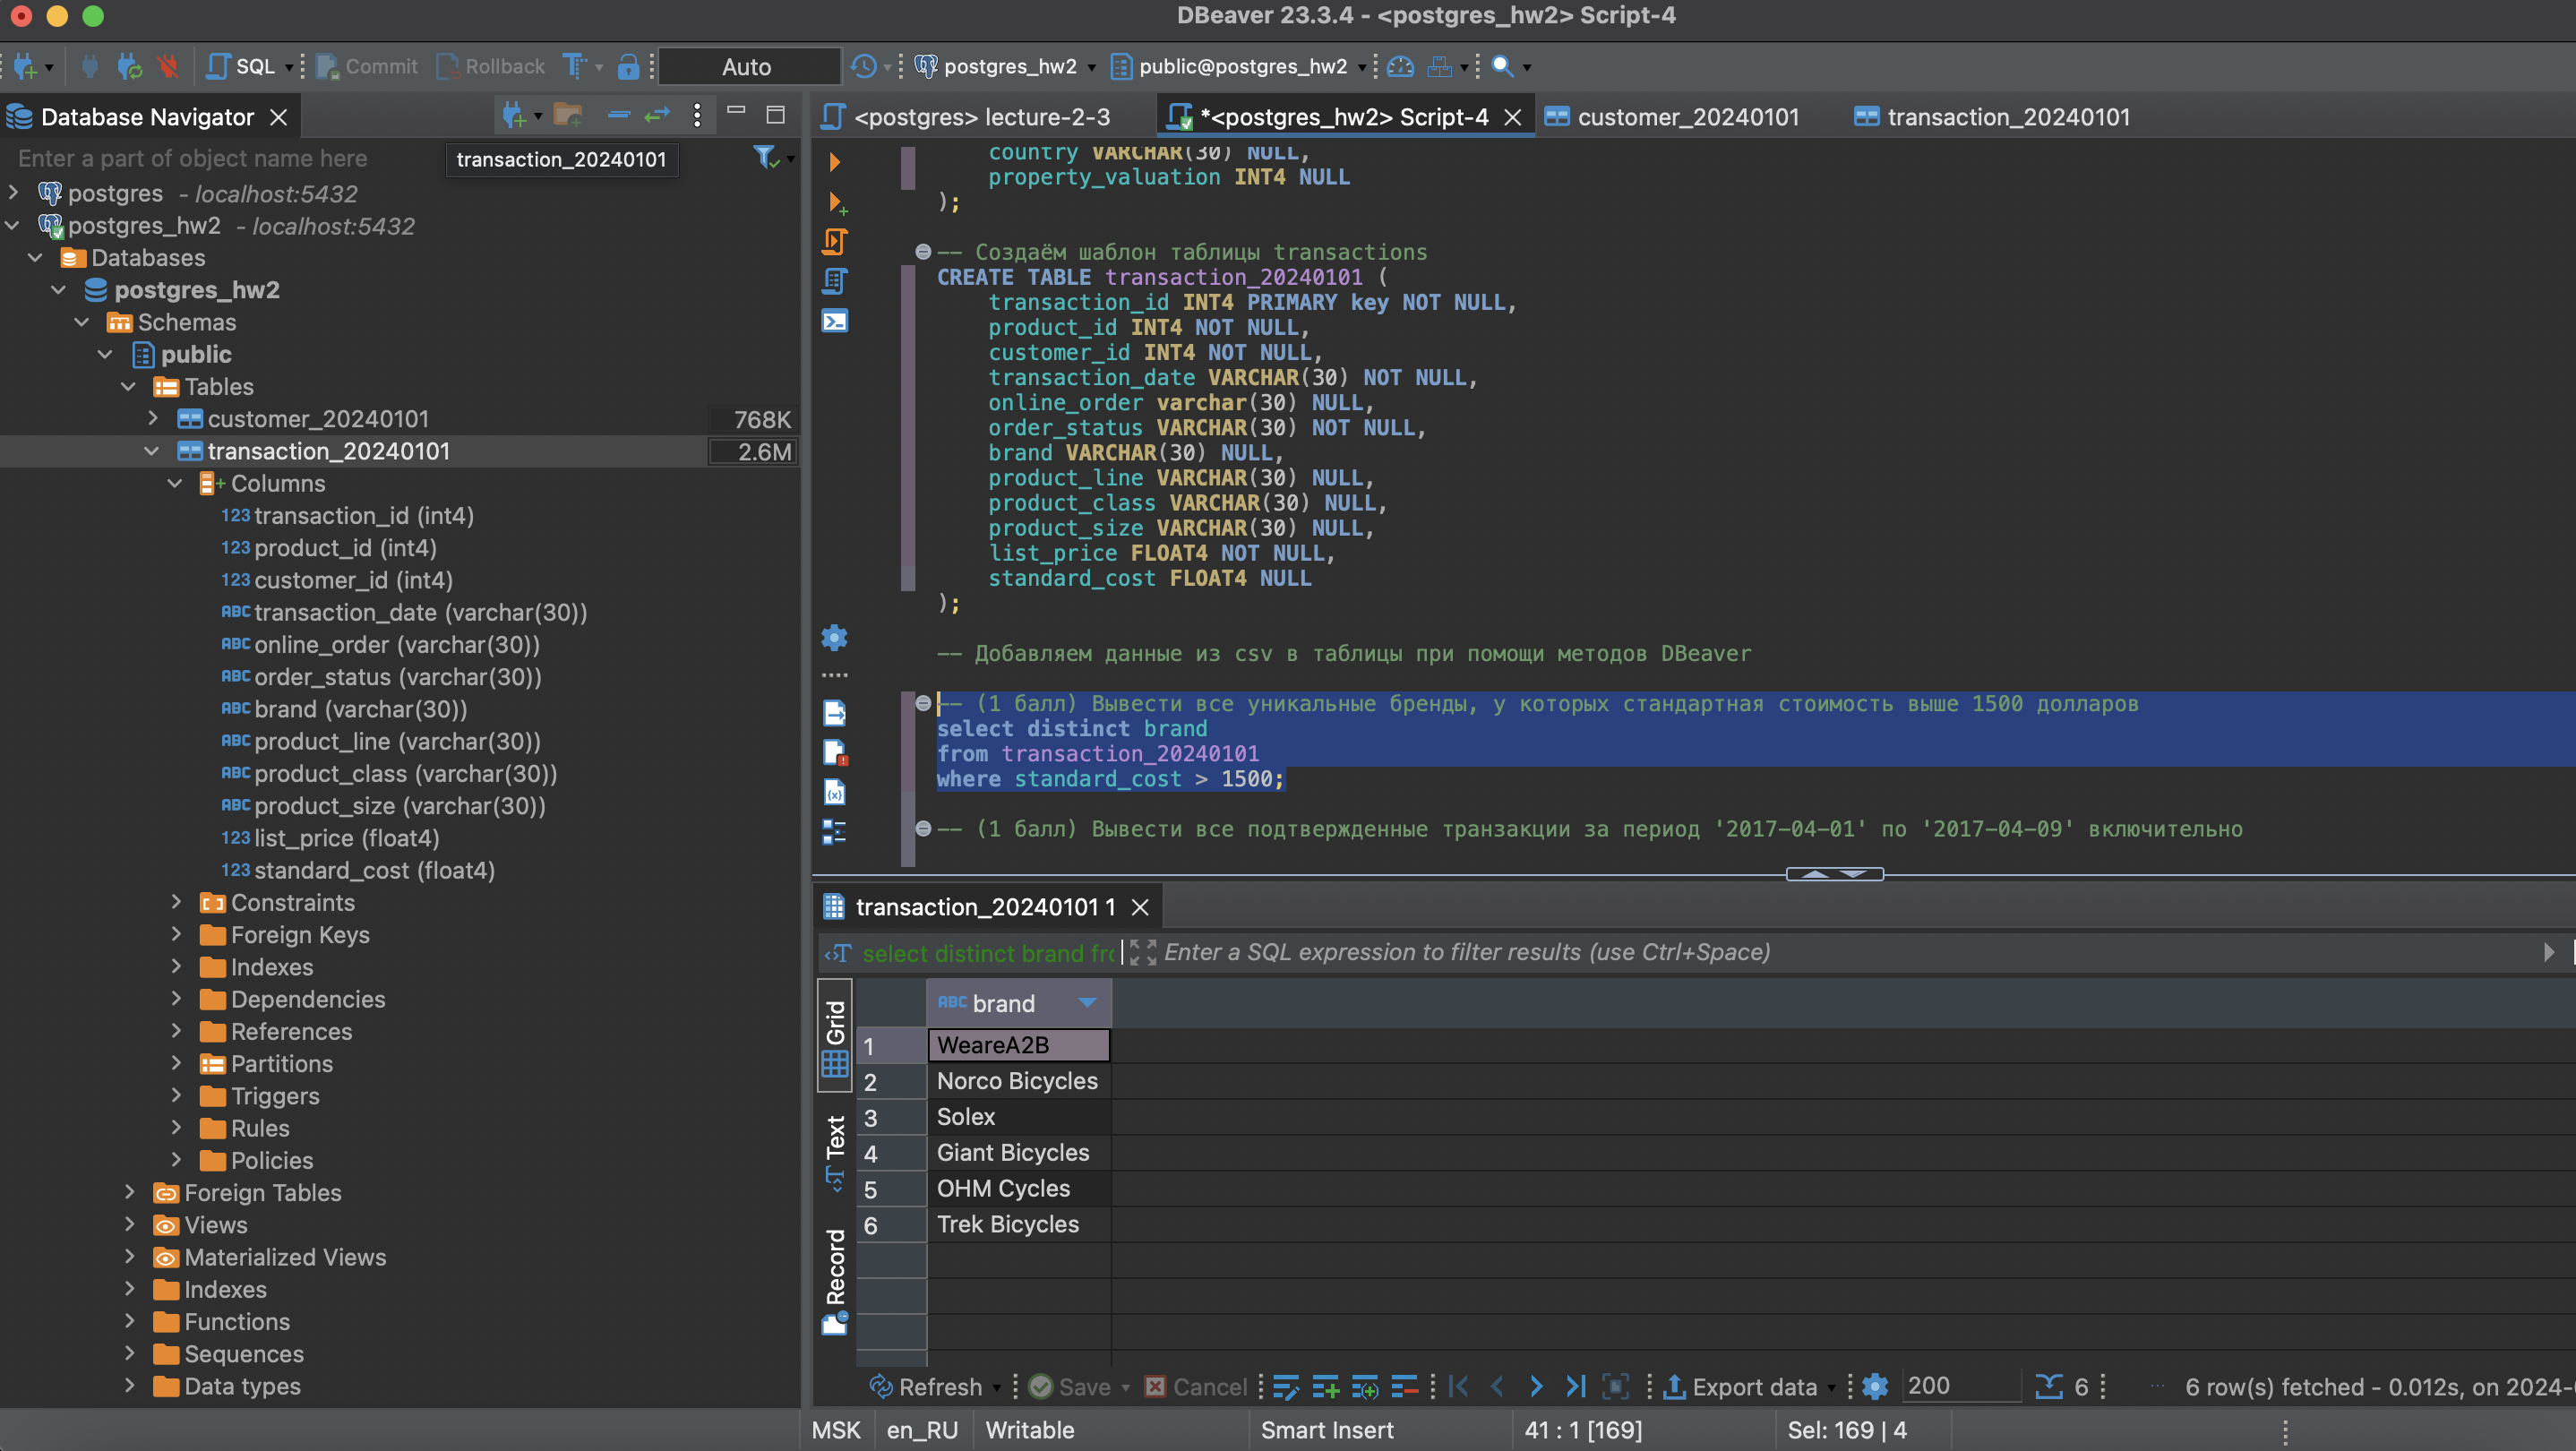 DBeaver 23.3.4 - <postgres_hw2> Script-4
SQL Commit Rollback Auto postgres_hw2 public@postgres_hw2
Database Navigator
Enter a part of object name here
transaction_20240101
postgres - localhost:5432
postgres_hw2 - localhost:5432
Databases
postgres_hw2
Schemas
public
Tables
customer_20240101 768K
transaction_20240101 2.6M
Columns
123 transaction_id (int4)
123 product_id (int4)
123 customer_id (int4)
ABC transaction_date (varchar(30))
ABC online_order (varchar(30))
ABC order_status (varchar(30))
ABC brand (varchar(30))
ABC product_line (varchar(30))
ABC product_class (varchar(30))
ABC product_size (varchar(30))
123 list_price (float4)
123 standard_cost (float4)
Constraints
Foreign Keys
Indexes
Dependencies
References
Partitions
Triggers
Rules
Policies
Foreign Tables
Views
Materialized Views
Indexes
Functions
Sequences
Data types
<postgres> lecture-2-3 *<postgres_hw2> Script-4 customer_20240101 transaction_20240101
country VARCHAR(30) NULL,
property_valuation INT4 NULL
);
-- Создаём шаблон таблицы transactions
CREATE TABLE transaction_20240101 (
transaction_id INT4 PRIMARY key NOT NULL,
product_id INT4 NOT NULL,
customer_id INT4 NOT NULL,
transaction_date VARCHAR(30) NOT NULL,
online_order varchar(30) NULL,
order_status VARCHAR(30) NOT NULL,
brand VARCHAR(30) NULL,
product_line VARCHAR(30) NULL,
product_class VARCHAR(30) NULL,
product_size VARCHAR(30) NULL,
list_price FLOAT4 NOT NULL,
standard_cost FLOAT4 NULL
);
-- Добавляем данные из csv в таблицы при помощи методов DBeaver
-- (1 балл) Вывести все уникальные бренды, у которых стандартная стоимость выше 1500 долларов
select distinct brand
from transaction_20240101
where standard_cost > 1500;
-- (1 балл) Вывести все подтвержденные транзакции за период '2017-04-01' по '2017-04-09' включительно
transaction_20240101 1
select distinct brand fro Enter a SQL expression to filter results (use Ctrl+Space)
Grid
Text
Record
ABC brand
1 WeareA2B
2 Norco Bicycles
3 Solex
4 Giant Bicycles
5 OHM Cycles
6 Trek Bicycles
Refresh Save Cancel Export data 200 6 6 row(s) fetched - 0.012s, on 2024-
MSK en_RU Writable Smart Insert 41 : 1 [169] Sel: 169 | 4